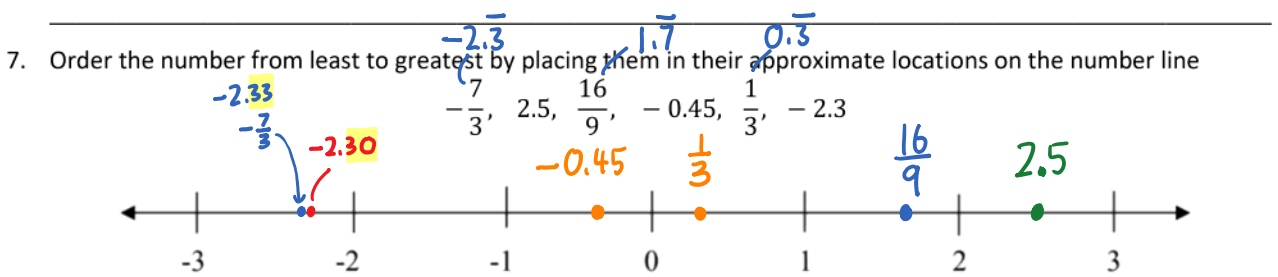 -2.3̅ 1.7̅ 0.3̅
7. Order the number from least to greatest by placing them in their approximate locations on the number line
-7/3, 2.5, 16/9, -0.45, 1/3, -2.3
-2.33
-7/3
-2.30
-0.45 1/3 16/9 2.5
-3 -2 -1 0 1 2 3